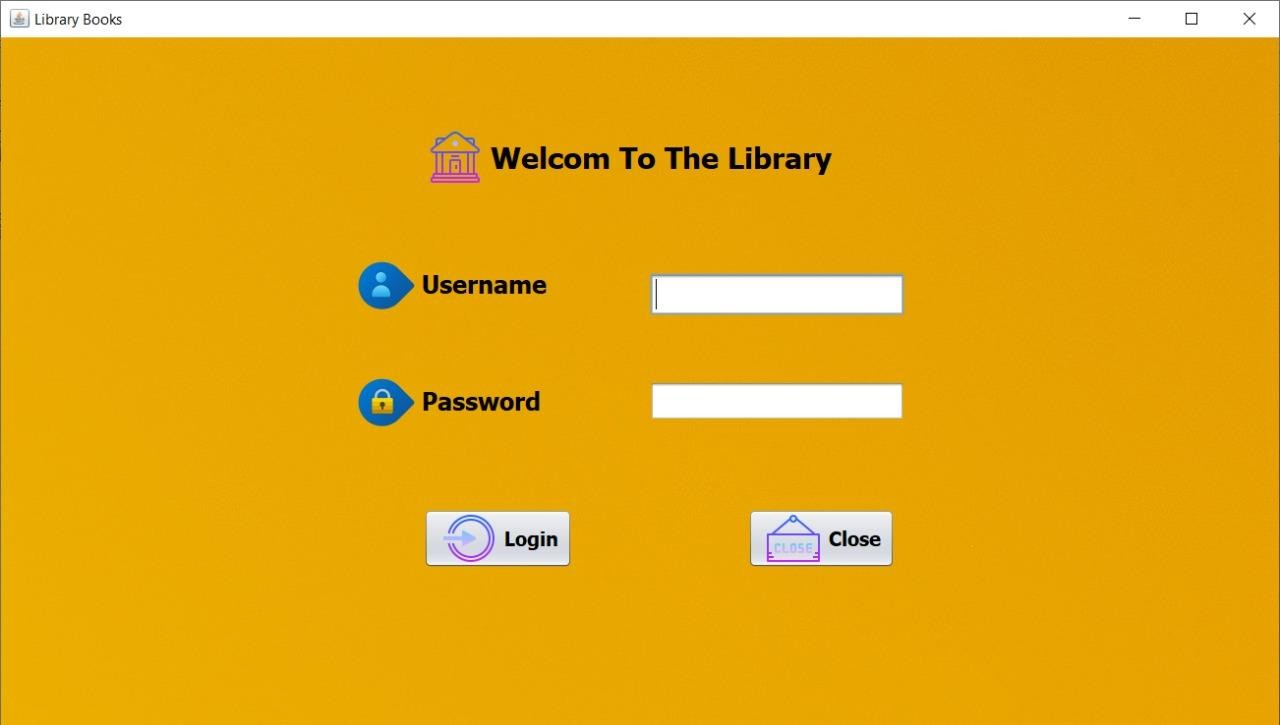 Library Books
Welcom To The Library
Username
Password
Login
CLOSE Close